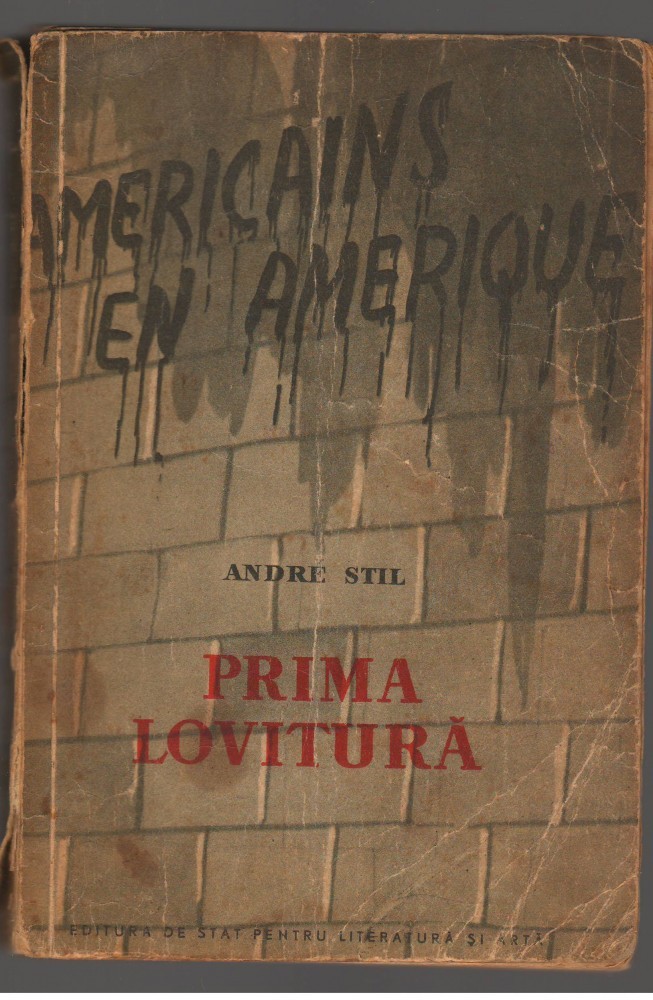 AMERICAINS
EN AMERIQUE
ANDRE STIL
PRIMA
LOVITURĂ
EDITURA DE STAT PENTRU LITERATURĂ ȘI ARTĂ